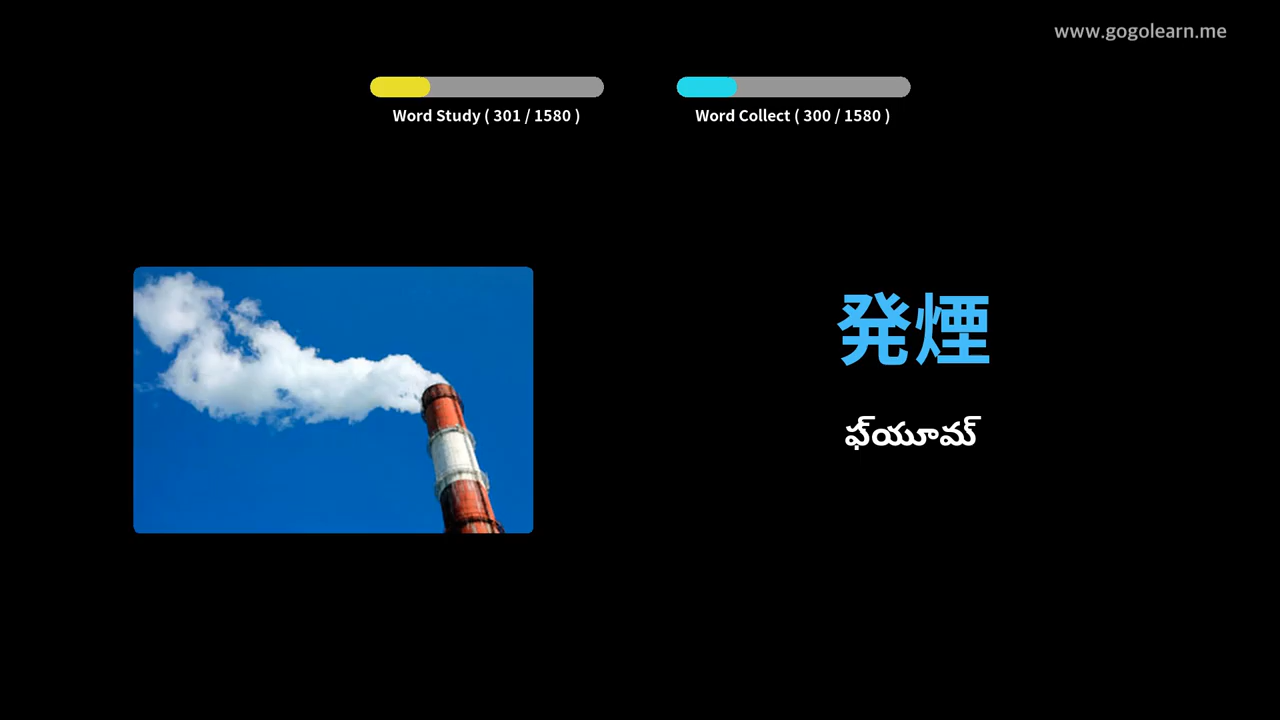 www.gogolearn.me
Word Study ( 301 / 1580 )
Word Collect ( 300 / 1580 )
発煙
ఫ్‌యూమ్